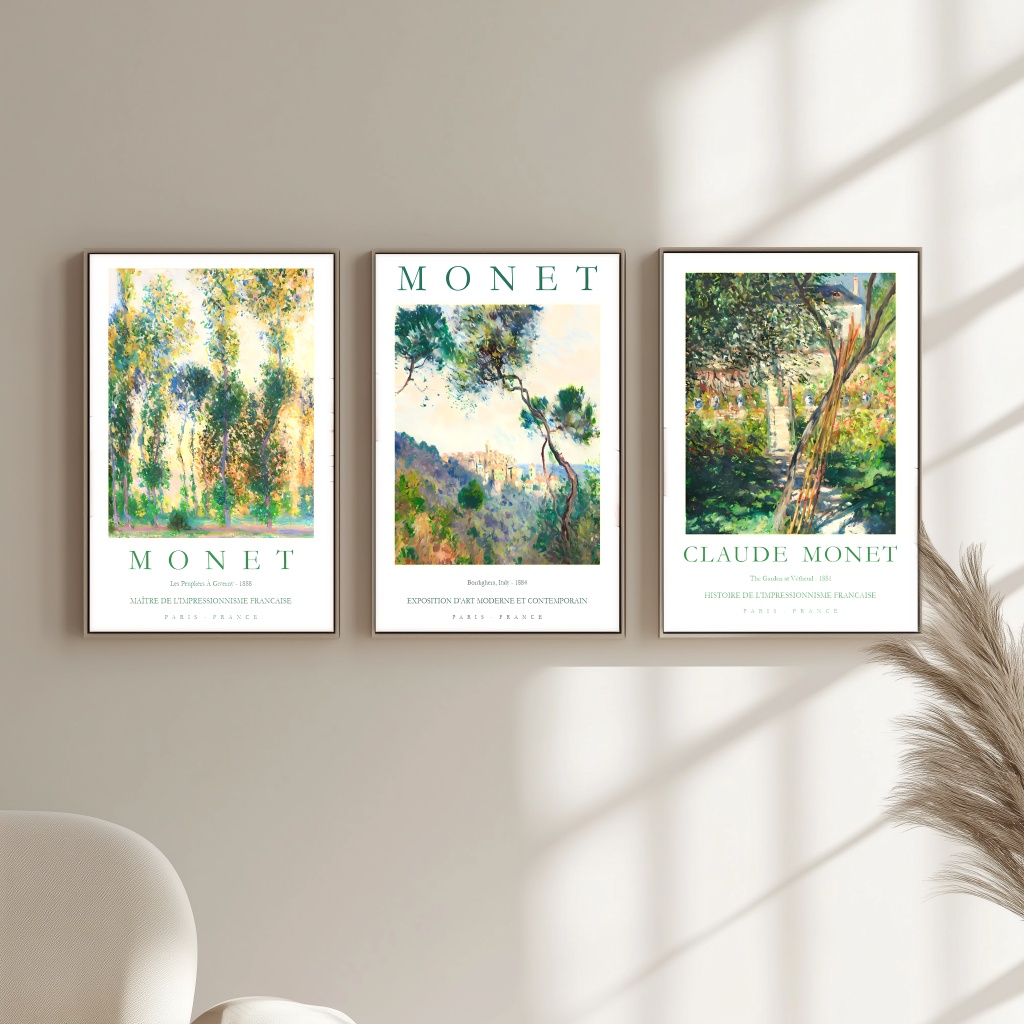 MONET
Les Peupliers À Giverny - 1888
MAÎTRE DE L'IMPRESSIONNISME FRANCAISE
PARIS - FRANCE
MONET
Bordighera, Italy - 1884
EXPOSITION D'ART MODERNE ET CONTEMPORAIN
PARIS - FRANCE
CLAUDE MONET
The Garden at Vétheuil - 1881
HISTOIRE DE L'IMPRESSIONNISME FRANCAISE
PARIS - FRANCE